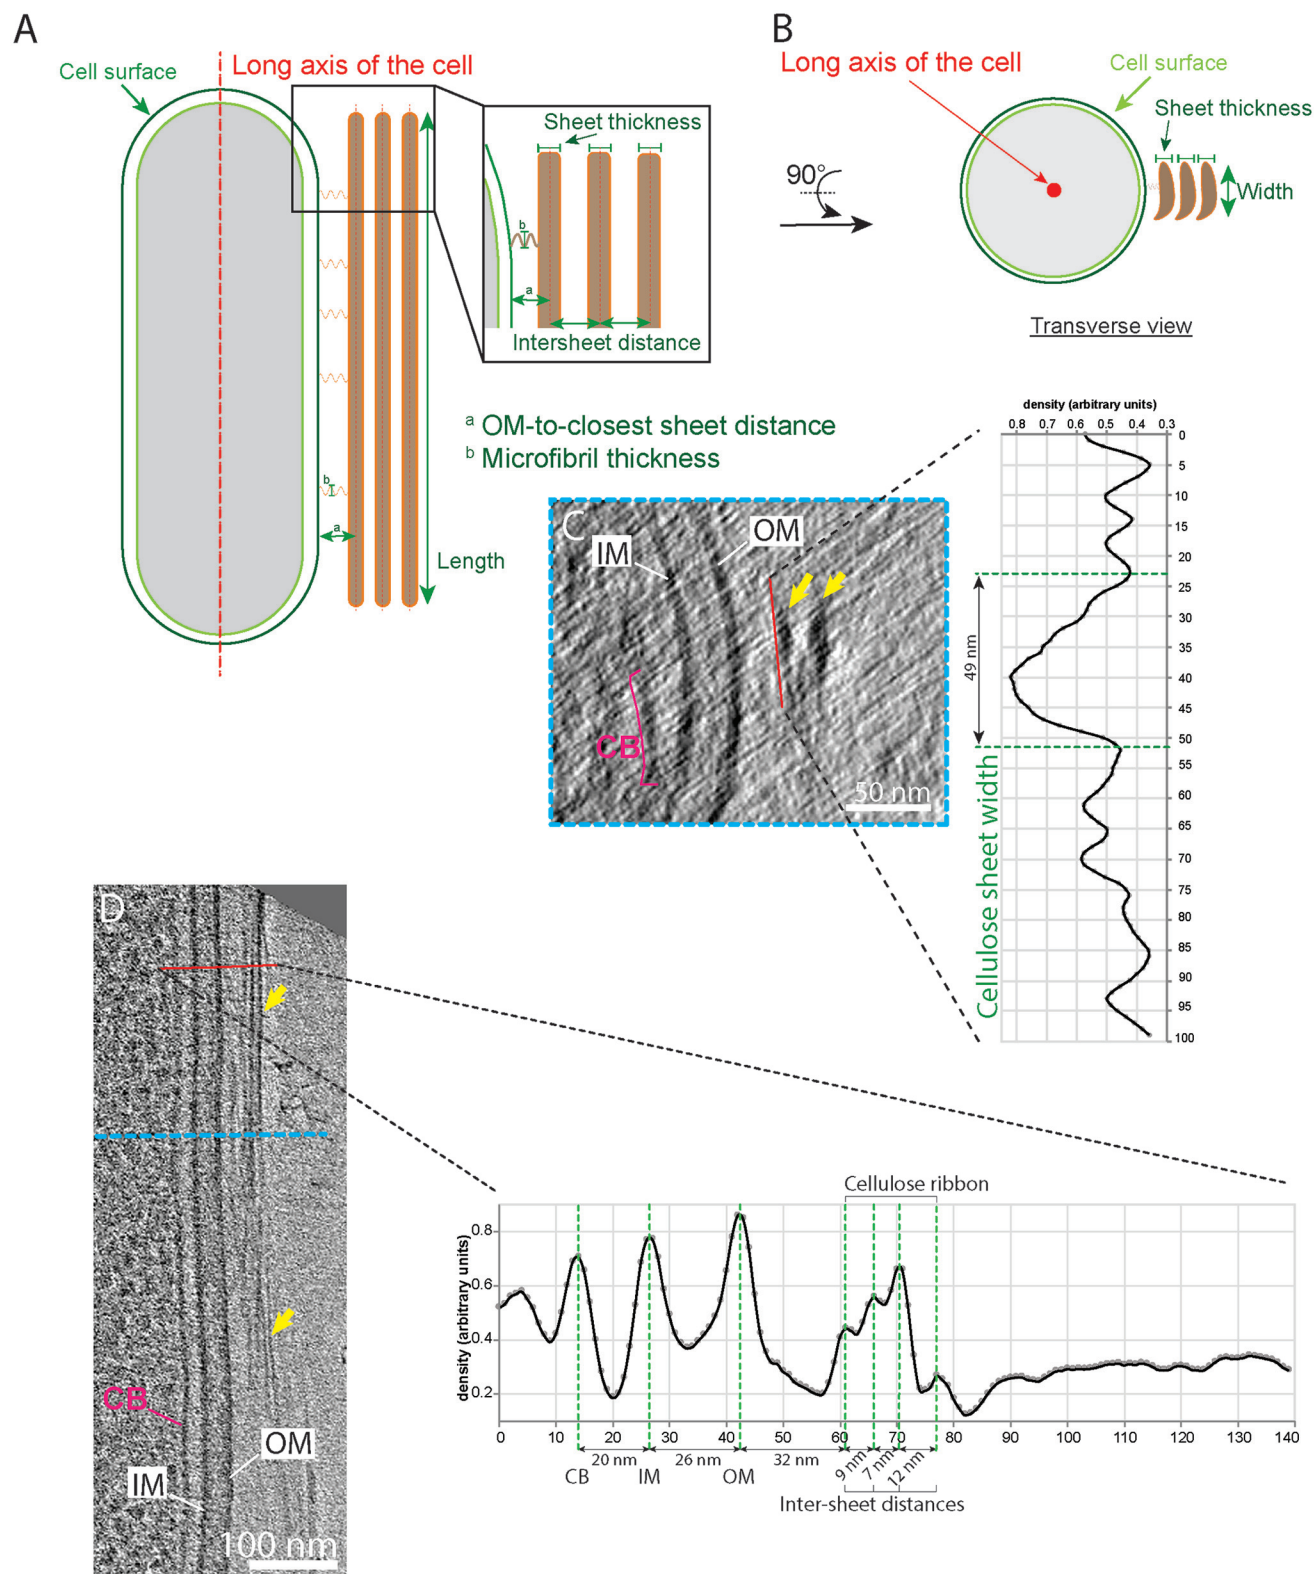 A
Cell surface
Long axis of the cell
Sheet thickness
b
a
Intersheet distance
b
a
Length
a OM-to-closest sheet distance
b Microfibril thickness
B
Long axis of the cell
Cell surface
Sheet thickness
90°
Width
Transverse view
C
IM
OM
CB
50 nm
density (arbitrary units)
0.8 0.7 0.6 0.5 0.4 0.3
0
5
10
15
20
25
30
35
40
45
50
55
60
65
70
75
80
85
90
95
100
49 nm
Cellulose sheet width
D
CB
OM
IM
100 nm
Cellulose ribbon
density (arbitrary units)
0.8
0.6
0.4
0.2
0 10 20 30 40 50 60 70 80 90 100 110 120 130 140
20 nm 26 nm 32 nm 9 nm 7 nm 12 nm
CB IM OM
Inter-sheet distances